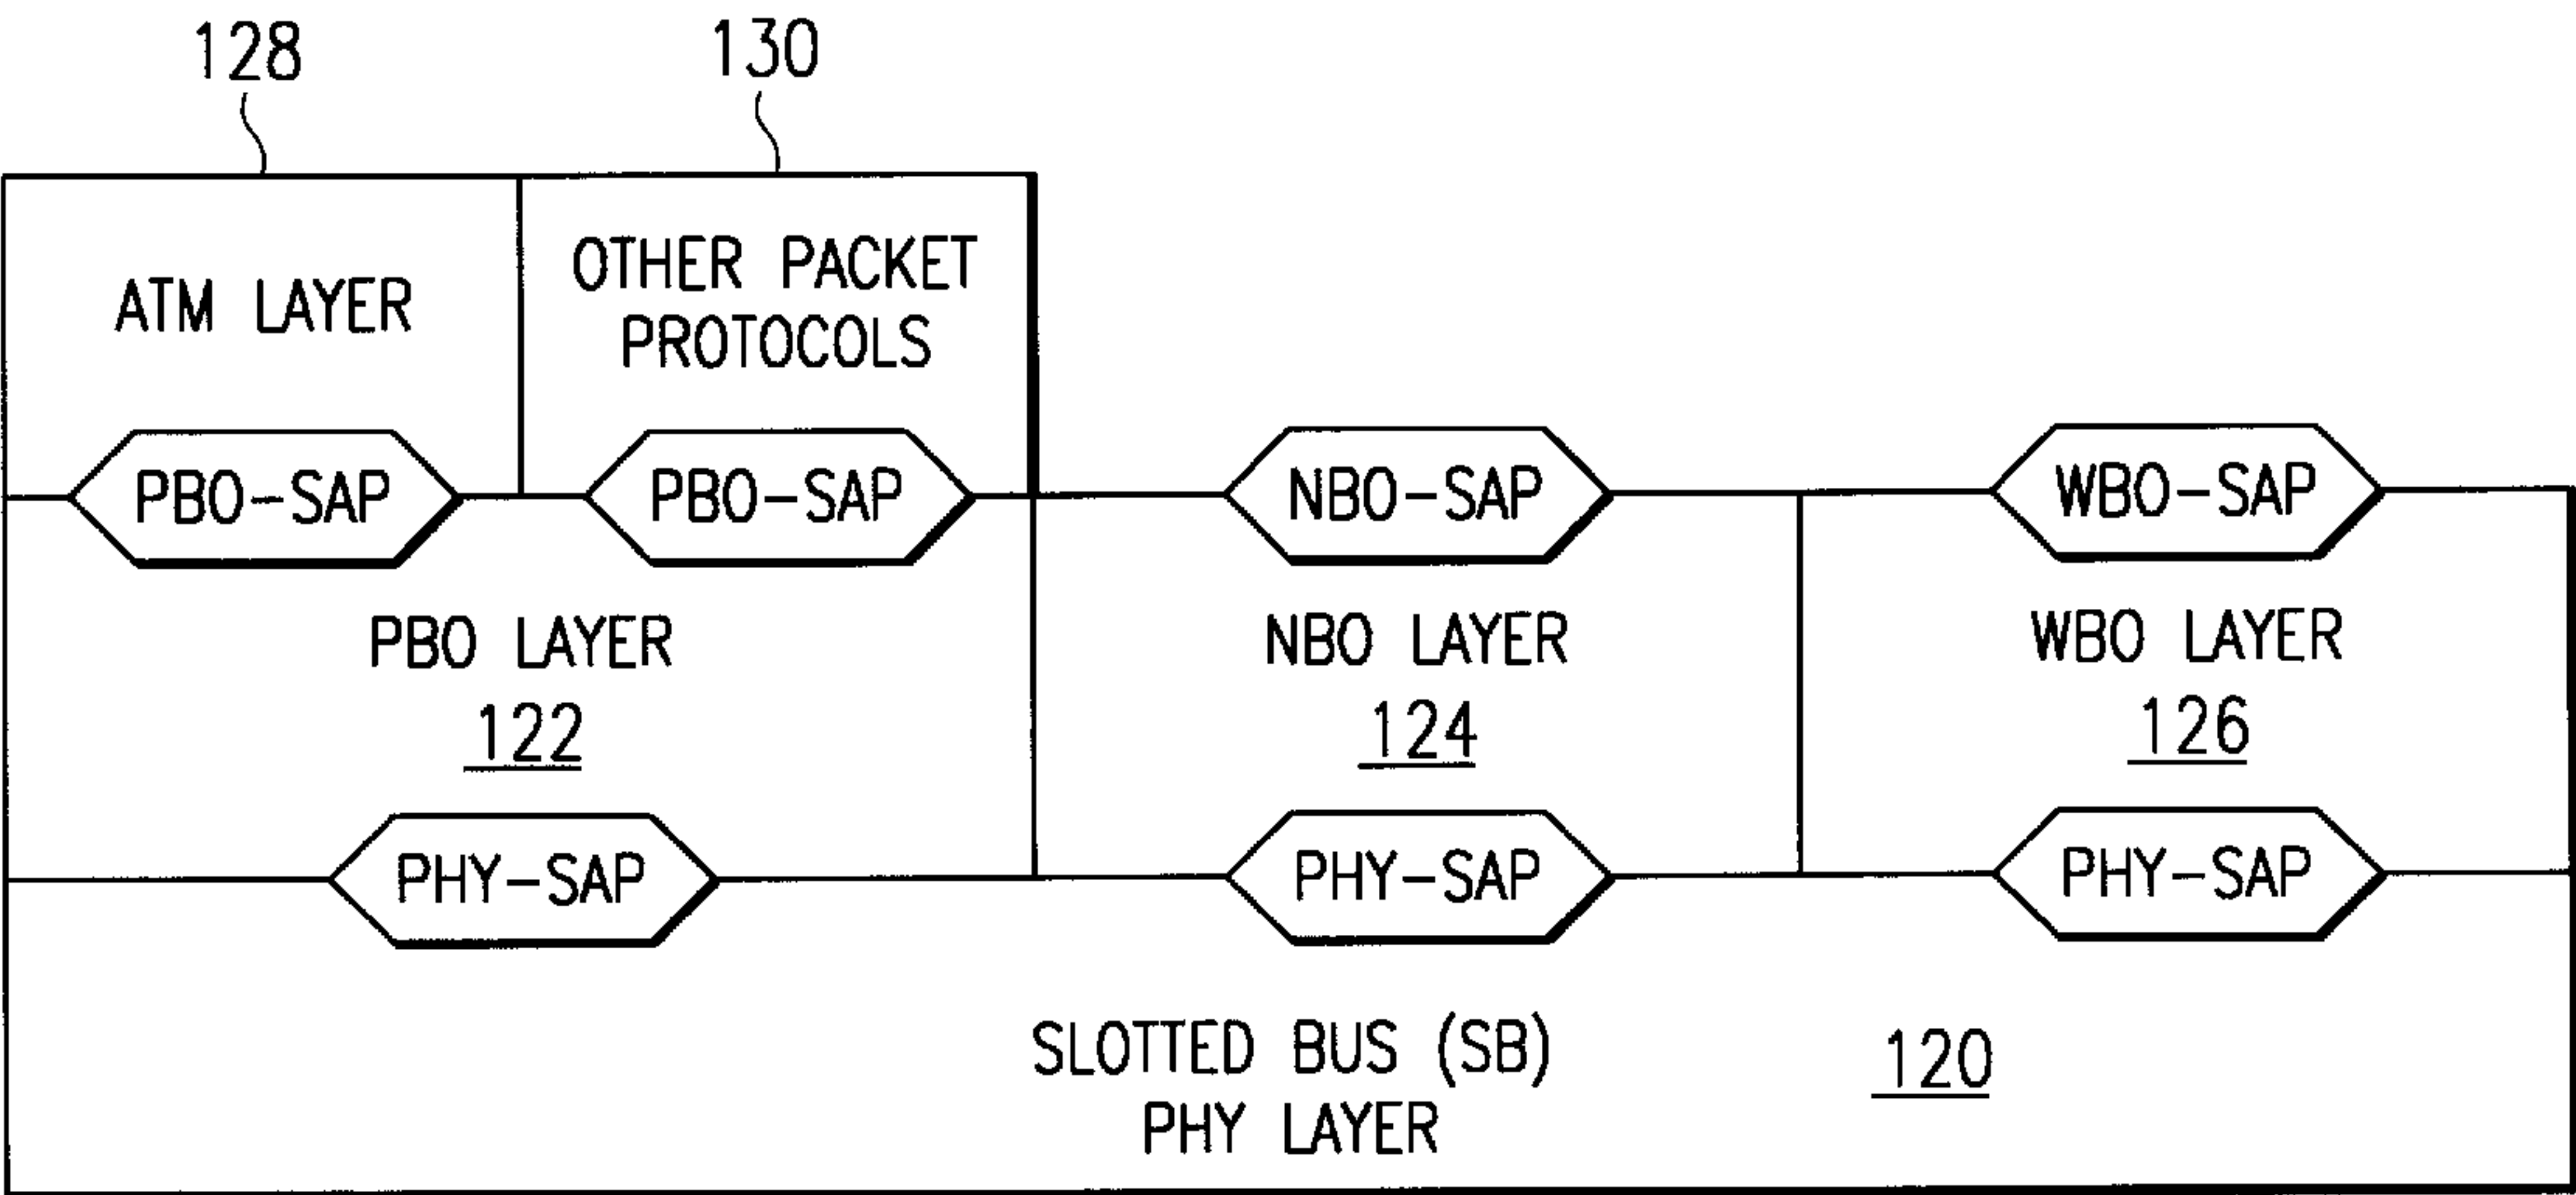 128
130
ATM LAYER
OTHER PACKET
PROTOCOLS
PBO-SAP
PBO-SAP
NBO-SAP
WBO-SAP
PBO LAYER
122
NBO LAYER
124
WBO LAYER
126
PHY-SAP
PHY-SAP
PHY-SAP
SLOTTED BUS (SB)
PHY LAYER
120